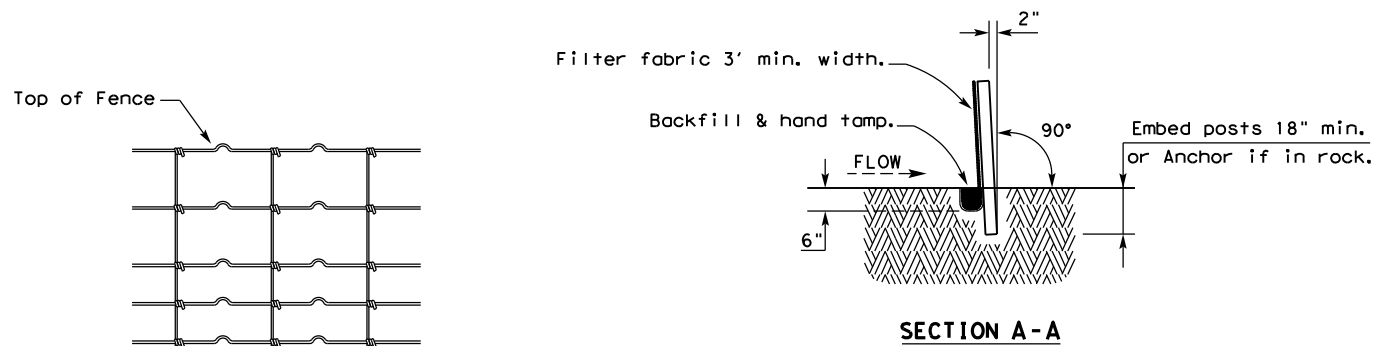 Top of Fence
2"
Filter fabric 3' min. width.
Backfill & hand tamp.
90°
Embed posts 18" min.
or Anchor if in rock.
FLOW
6"
SECTION A-A